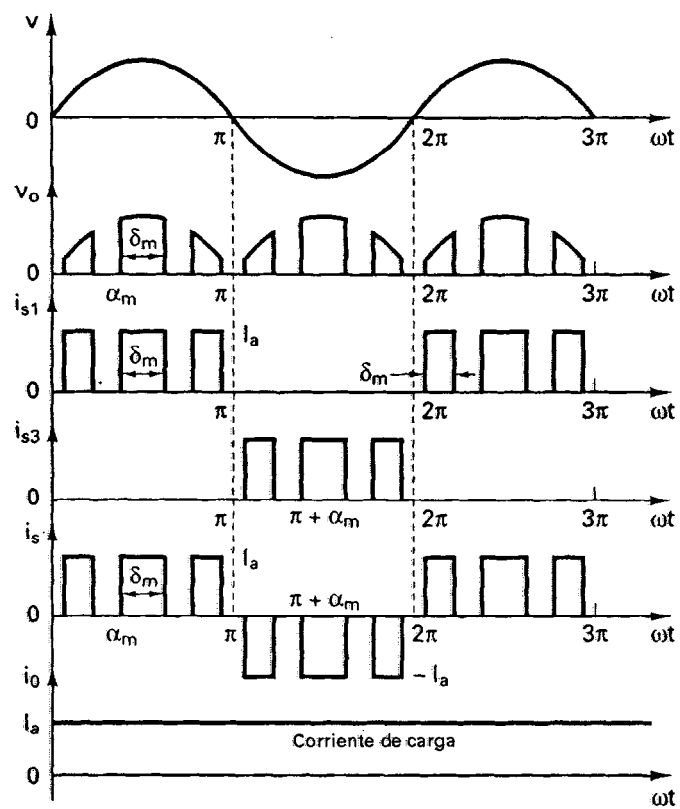 v
0
π 2π 3π ωt
v₀
δₘ
0
αₘ π 2π 3π ωt
iₛ₁
Iₐ
δₘ δₘ
0
π 2π 3π ωt
iₛ₃
0
π π + αₘ 2π 3π ωt
iₛ
Iₐ
δₘ π + αₘ
0
αₘ π 2π 3π ωt
i₀ – Iₐ
Iₐ
Corriente de carga
0
ωt